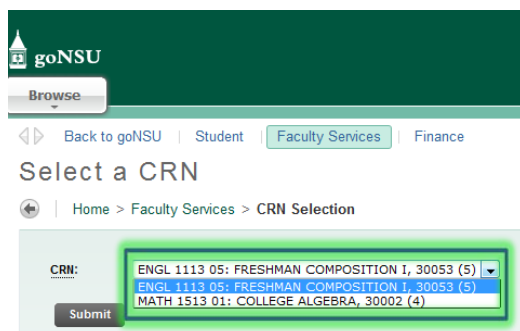 goNSU
Browse
Back to goNSU | Student | Faculty Services | Finance
Select a CRN
Home > Faculty Services > CRN Selection
CRN: ENGL 1113 05: FRESHMAN COMPOSITION I, 30053 (5)
ENGL 1113 05: FRESHMAN COMPOSITION I, 30053 (5)
MATH 1513 01: COLLEGE ALGEBRA, 30002 (4)
Submit